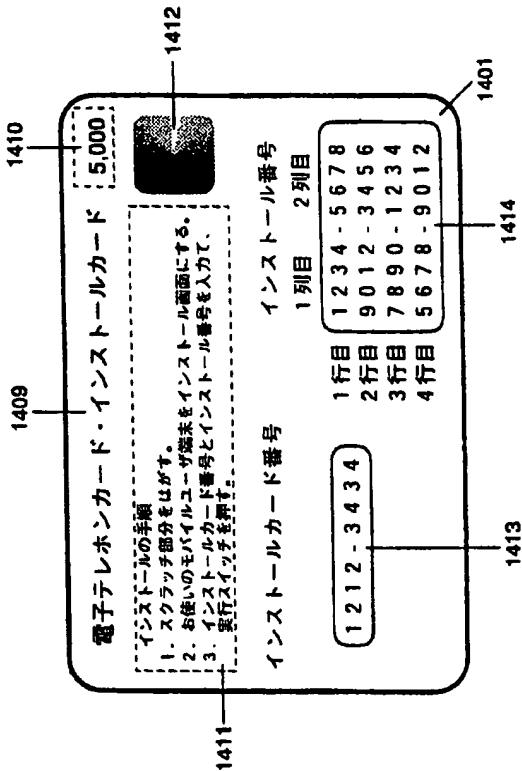 1409
1410
1412
電子テレホンカード・インストールカード
5,000
インストールの手順
1. スクラッチ部分をはがす。
2. お使いのモバイルユーザ端末をインストール画面にする。
3. インストールカード番号とインストール番号を入力て、
実行スイッチを押す。
1411
インストールカード番号
1212-3434
1413
インストール番号
1列目 2列目
1行目 1234-5678
2行目 9012-3456
3行目 7890-1234
4行目 5678-9012
1414
1401